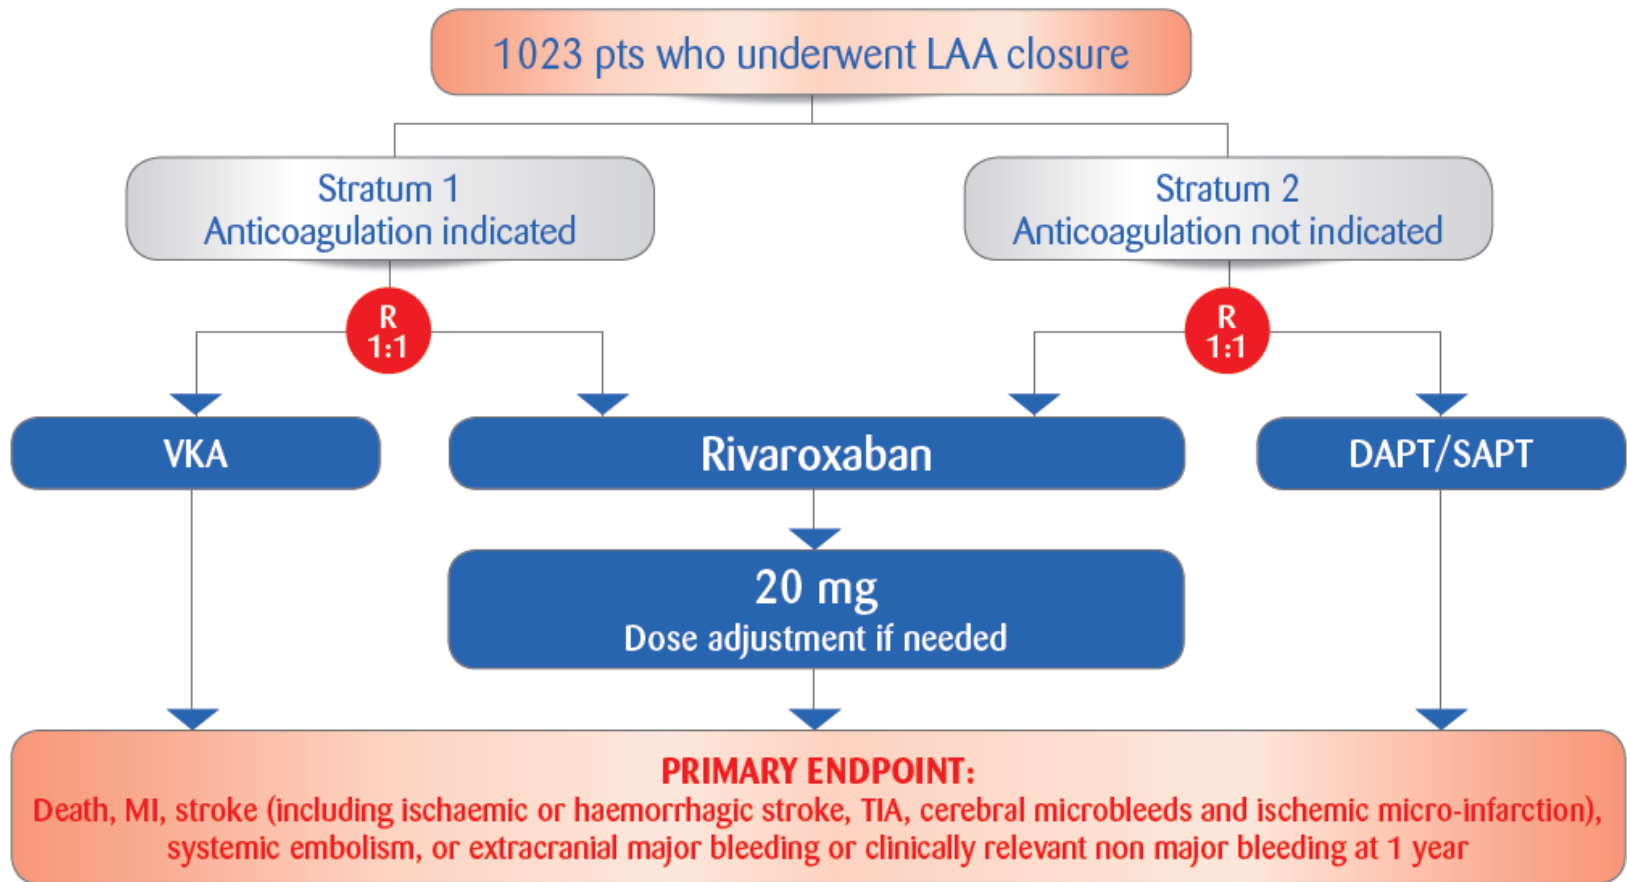 1023 pts who underwent LAA closure
Stratum 1
Anticoagulation indicated
Stratum 2
Anticoagulation not indicated
R
1:1
R
1:1
VKA
Rivaroxaban
DAPT/SAPT
20 mg
Dose adjustment if needed
PRIMARY ENDPOINT:
Death, MI, stroke (including ischaemic or haemorrhagic stroke, TIA, cerebral microbleeds and ischemic micro-infarction),
systemic embolism, or extracranial major bleeding or clinically relevant non major bleeding at 1 year